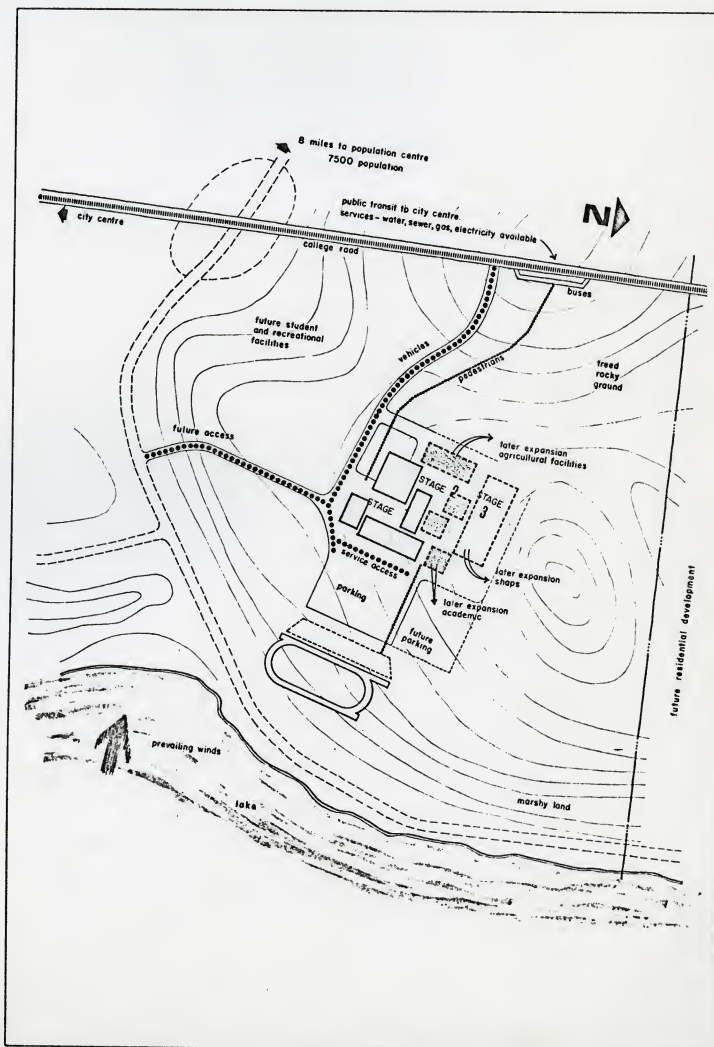 8 miles to population centre
7500 population
public transit to city centre.
services - water, sewer, gas, electricity available
N
city centre
college road
buses
future student
and recreational
facilities
vehicles
pedestrians
treed
rocky
ground
future access
later expansion
agricultural facilities
STAGE 2
STAGE
3
STAGE
service access
later expansion
shops
parking
later expansion
academic
future
parking
future residential development
prevailing winds
lake
marshy land